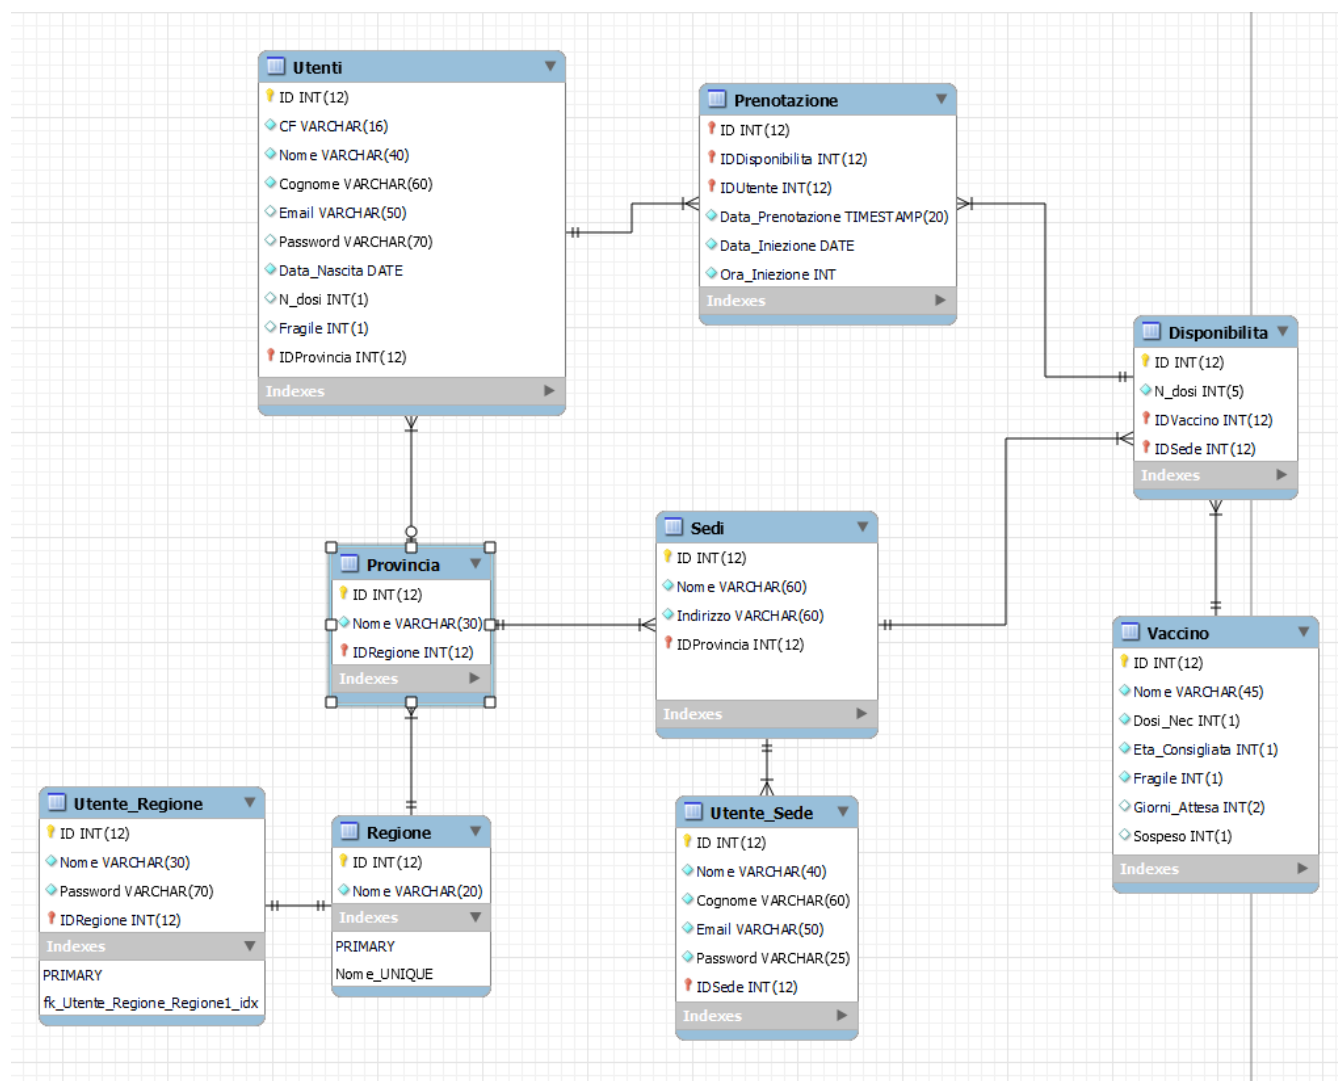 Utenti
ID INT(12)
CF VARCHAR(16)
Nome VARCHAR(40)
Cognome VARCHAR(60)
Email VARCHAR(50)
Password VARCHAR(70)
Data_Nascita DATE
N_dosi INT(1)
Fragile INT(1)
IDProvincia INT(12)
Indexes
Prenotazione
ID INT(12)
IDDisponibilita INT(12)
IDUtente INT(12)
Data_Prenotazione TIMESTAMP(20)
Data_Iniezione DATE
Ora_Iniezione INT
Indexes
Disponibilita
ID INT(12)
N_dosi INT(5)
IDVaccino INT(12)
IDSede INT(12)
Indexes
Provincia
ID INT(12)
Nome VARCHAR(30)
IDRegione INT(12)
Indexes
Sedi
ID INT(12)
Nome VARCHAR(60)
Indirizzo VARCHAR(60)
IDProvincia INT(12)
Indexes
Vaccino
ID INT(12)
Nome VARCHAR(45)
Dosi_Nec INT(1)
Eta_Consigliata INT(1)
Fragile INT(1)
Giorni_Attesa INT(2)
Sospeso INT(1)
Indexes
Utente_Regione
ID INT(12)
Nome VARCHAR(30)
Password VARCHAR(70)
IDRegione INT(12)
Indexes
PRIMARY
fk_Utente_Regione_Regione1_idx
Regione
ID INT(12)
Nome VARCHAR(20)
Indexes
PRIMARY
Nome_UNIQUE
Utente_Sede
ID INT(12)
Nome VARCHAR(40)
Cognome VARCHAR(60)
Email VARCHAR(50)
Password VARCHAR(25)
IDSede INT(12)
Indexes